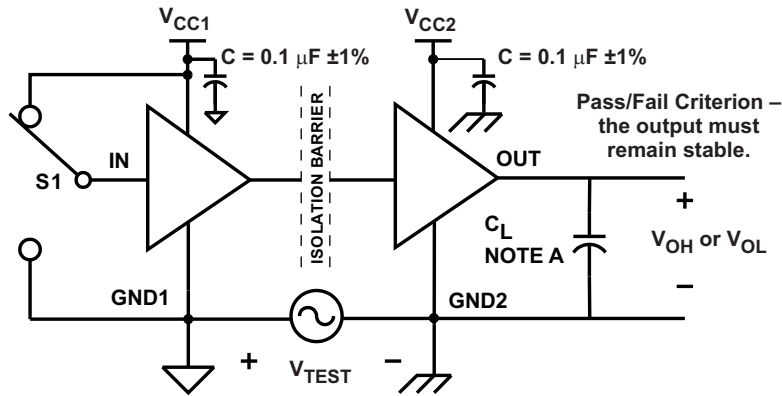 VCC1
VCC2
C = 0.1 μF ±1%
C = 0.1 μF ±1%
Pass/Fail Criterion –
the output must
remain stable.
IN
OUT
S1
ISOLATION BARRIER
+
CL
NOTE A
VOH or VOL
–
GND1
GND2
+
VTEST
–